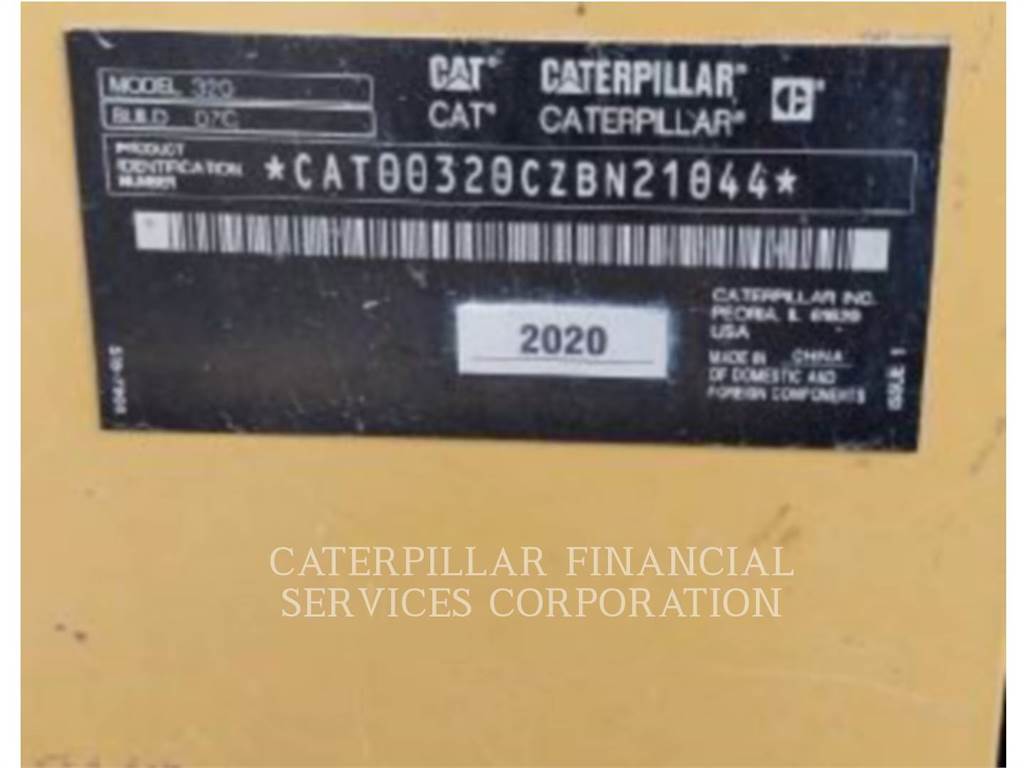 CAT® CATERPILLAR®
CAT® CATERPILLAR®
MODEL 320
BUILD 07C
PRODUCT
IDENTIFICATION
NUMBER
*CAT00320CZBN21044*
CATERPILLAR INC.
PEORIA, IL 61629
USA
2020
MADE IN CHINA
OF DOMESTIC AND
FOREIGN COMPONENTS
ISSUE 1
CATERPILLAR FINANCIAL
SERVICES CORPORATION